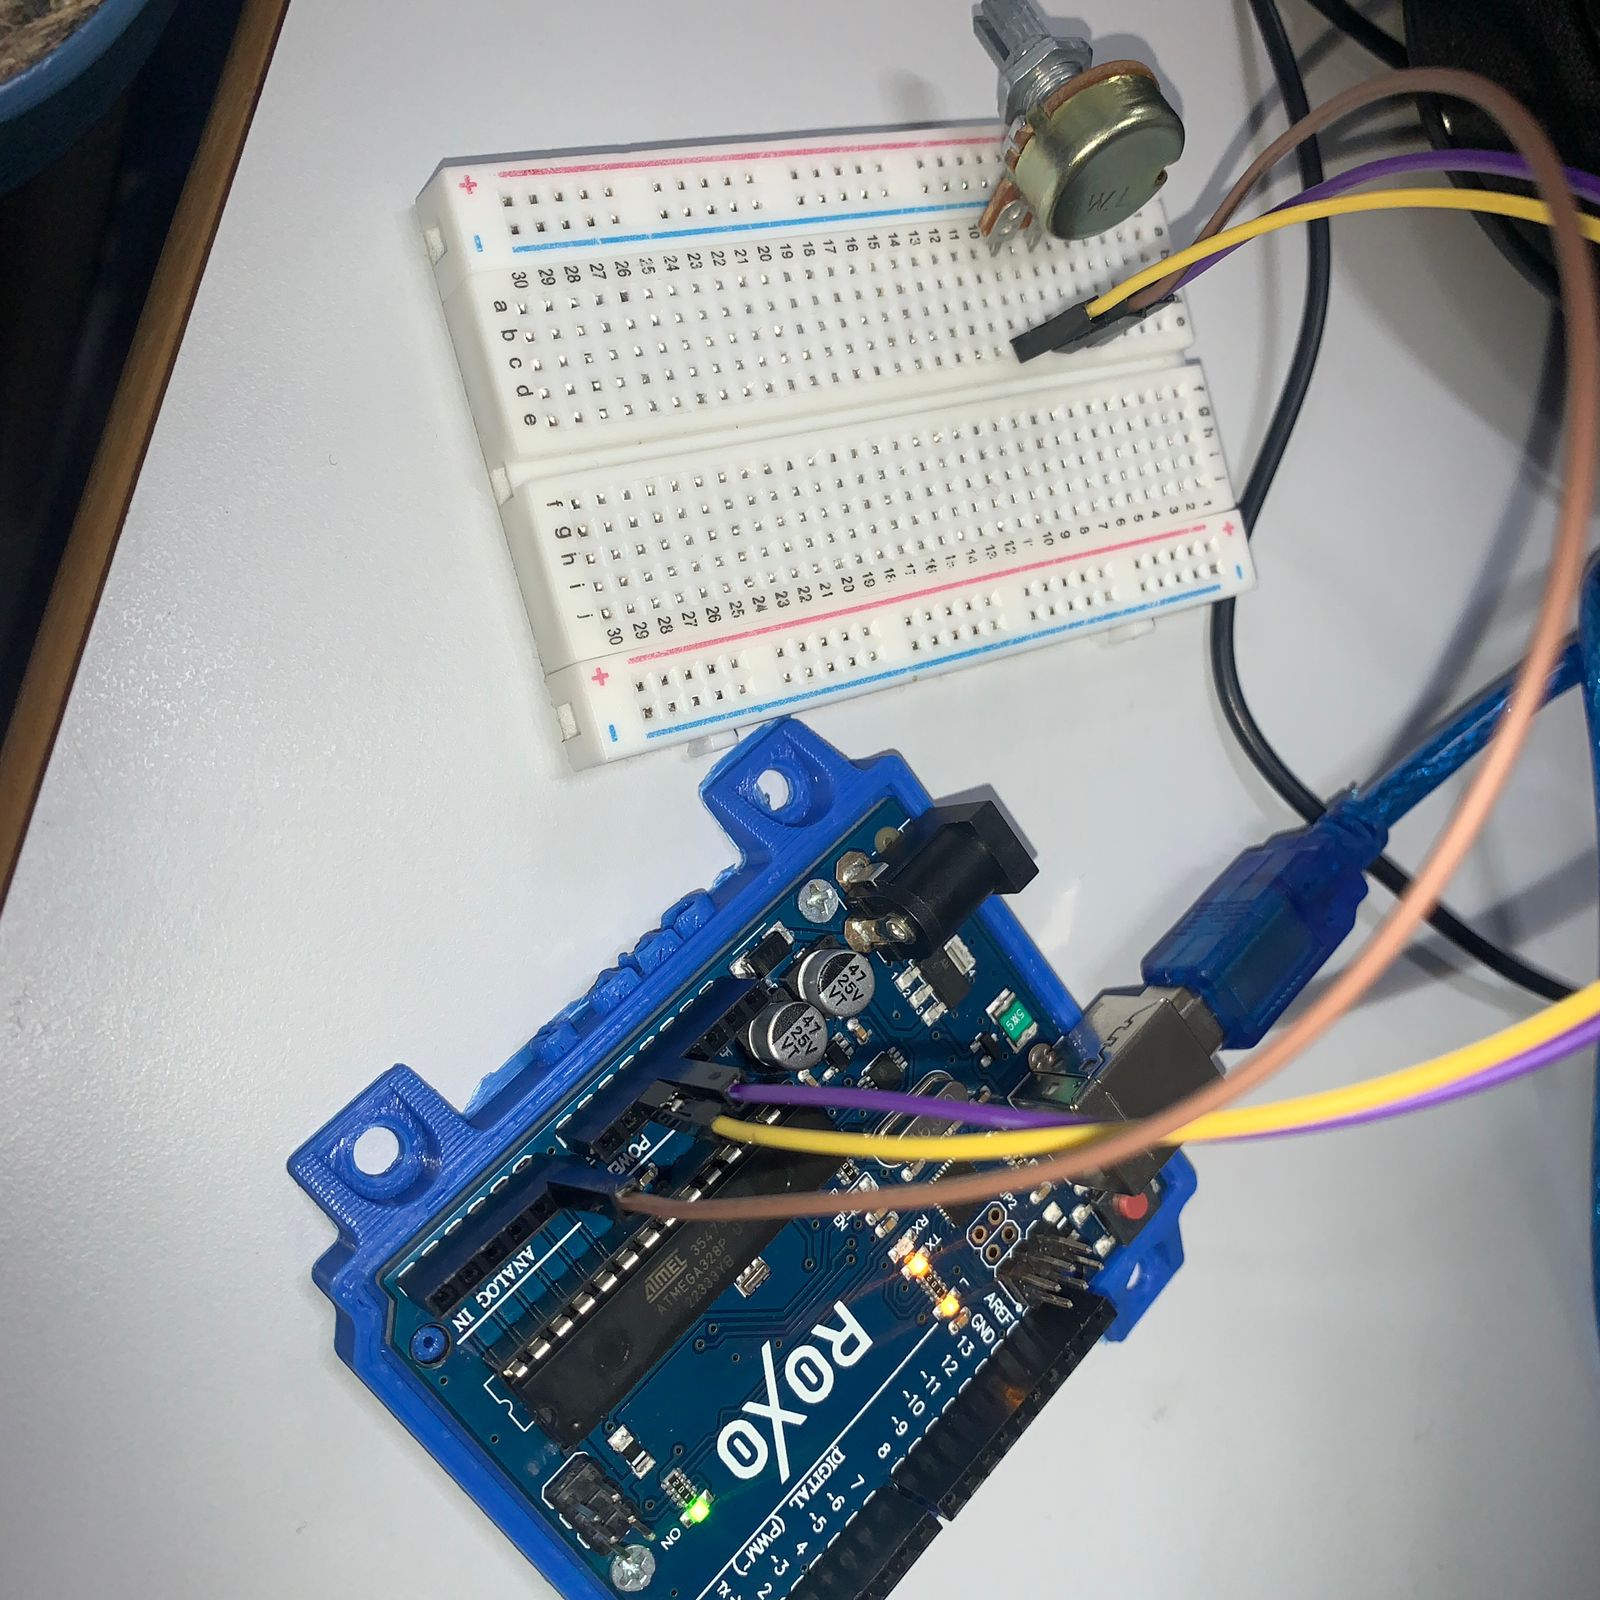 +
-
30 29 28 27 26 25 24 23 22 21 20 19 18 17 16 15 14 13 12 11 10
a
b
c
d
e
f
g
h
i
j
30 29 28 27 26 25 24 23 22 21 20 19 18 17 16 15 14 13 12 11 10 9 8 7 6 5 4 3 2 1
+
-
+
-
47
25V
VT
47
25V
VT
ANALOG IN
ATMEL
ATMEGA328P
RX
TX
L
AREF
GND
13
12
~11
~10
~9
8
7
~6
~5
4
~3
2
DIGITAL (PWM~)
ROXO
ON